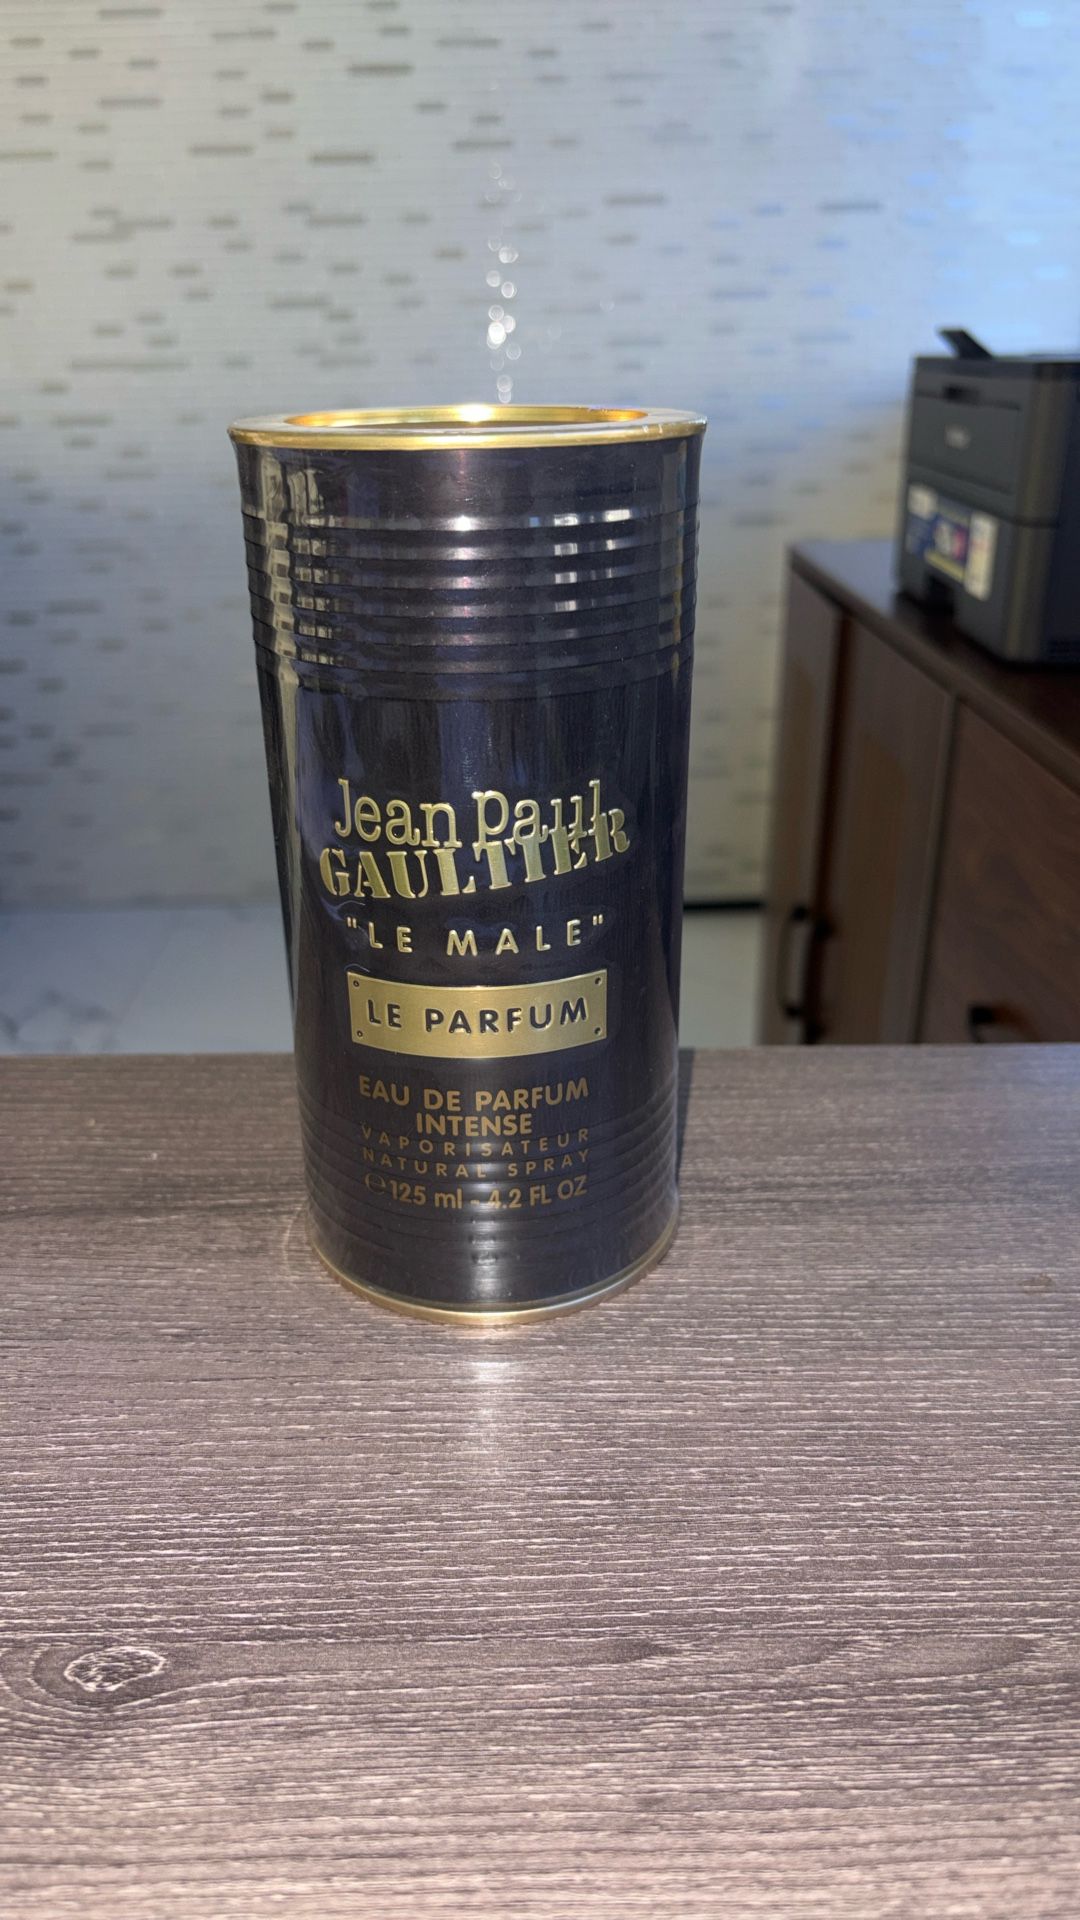 Jean Paul
GAULTIER
"LE MALE"
LE PARFUM
EAU DE PARFUM
INTENSE
VAPORISATEUR
NATURAL SPRAY
℮125 ml - 4.2 FL OZ